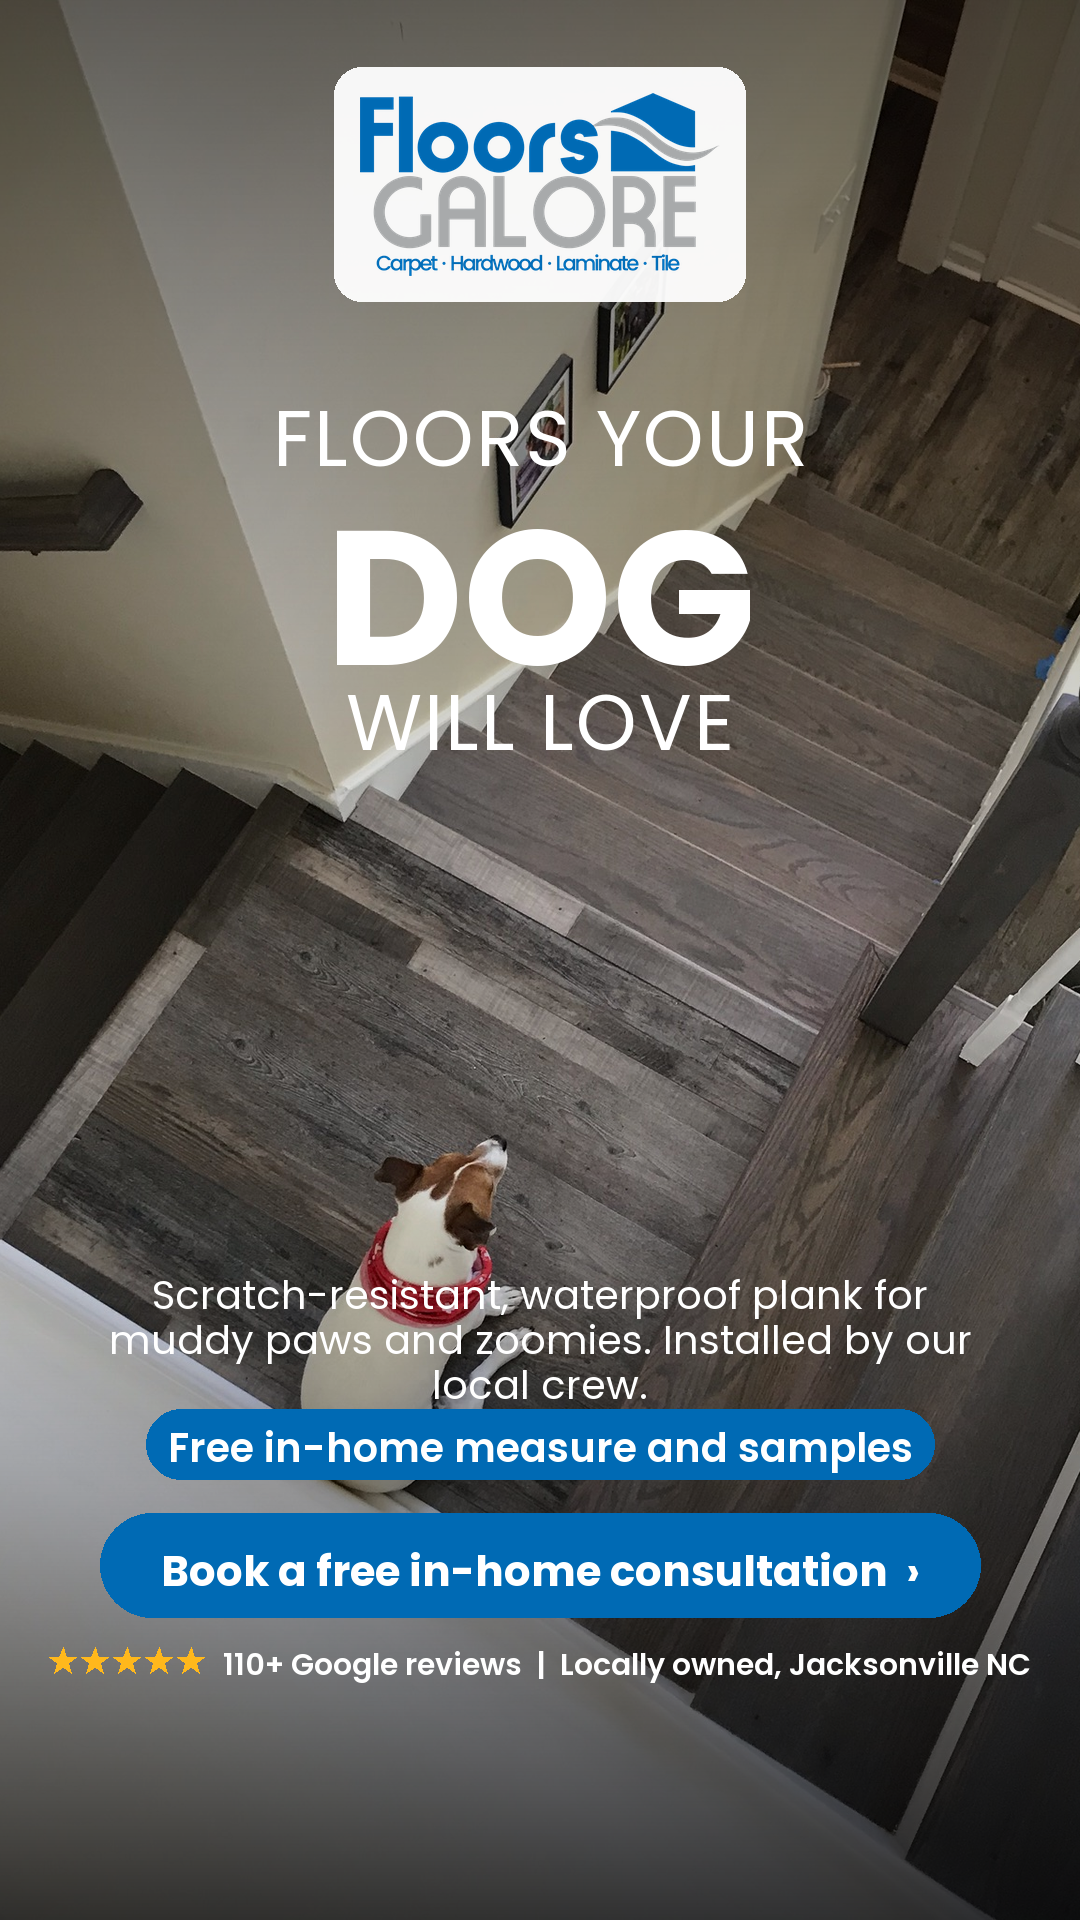 Floors
GALORE
Carpet · Hardwood · Laminate · Tile
FLOORS YOUR
DOG
WILL LOVE
Scratch-resistant, waterproof plank for
muddy paws and zoomies. Installed by our
local crew.
Free in-home measure and samples
Book a free in-home consultation ›
★★★★★ 110+ Google reviews | Locally owned, Jacksonville NC